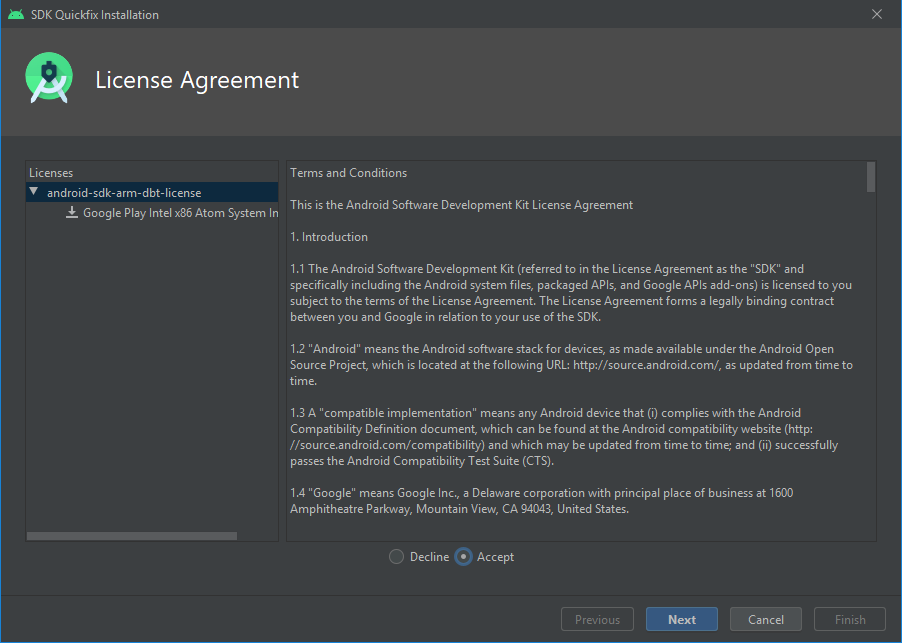 SDK Quickfix Installation
License Agreement
Licenses
android-sdk-arm-dbt-license
Google Play Intel x86 Atom System
Terms and Conditions
This is the Android Software Development Kit License Agreement
1. Introduction
1.1 The Android Software Development Kit (referred to in the License Agreement as the "SDK" and
specifically including the Android system files, packaged APIs, and Google APIs add-ons) is licensed to you
subject to the terms of the License Agreement. The License Agreement forms a legally binding contract
between you and Google in relation to your use of the SDK.
1.2 "Android" means the Android software stack for devices, as made available under the Android Open
Source Project, which is located at the following URL: http://source.android.com/, as updated from time to
time.
1.3 A "compatible implementation" means any Android device that (i) complies with the Android
Compatibility Definition document, which can be found at the Android compatibility website (http:
//source.android.com/compatibility) and which may be updated from time to time; and (ii) successfully
passes the Android Compatibility Test Suite (CTS).
1.4 "Google" means Google Inc., a Delaware corporation with principal place of business at 1600
Amphitheatre Parkway, Mountain View, CA 94043, United States.
Decline Accept
Previous Next Cancel Finish